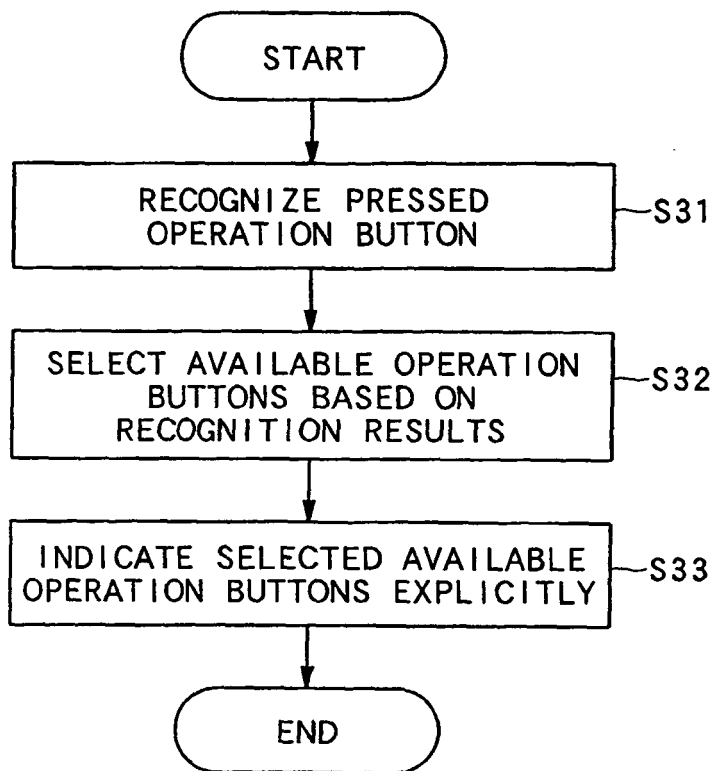 START
RECOGNIZE PRESSED
OPERATION BUTTON
S31
SELECT AVAILABLE OPERATION
BUTTONS BASED ON
RECOGNITION RESULTS
S32
INDICATE SELECTED AVAILABLE
OPERATION BUTTONS EXPLICITLY
S33
END